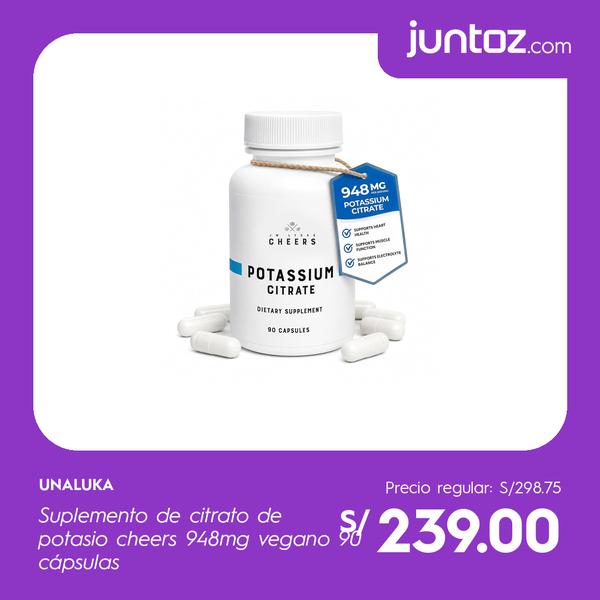 juntoz.com
948 MG
POTASSIUM
CITRATE
SUPPORTS HEART
HEALTH
SUPPORTS MUSCLE
FUNCTION
SUPPORTS ELECTROLYTE
BALANCE
CHEERS
POTASSIUM
CITRATE
DIETARY SUPPLEMENT
90 CAPSULES
UNALUKA
Precio regular: S/298.75
Suplemento de citrato de
potasio cheers 948mg vegano 90
cápsulas
S/ 239.00